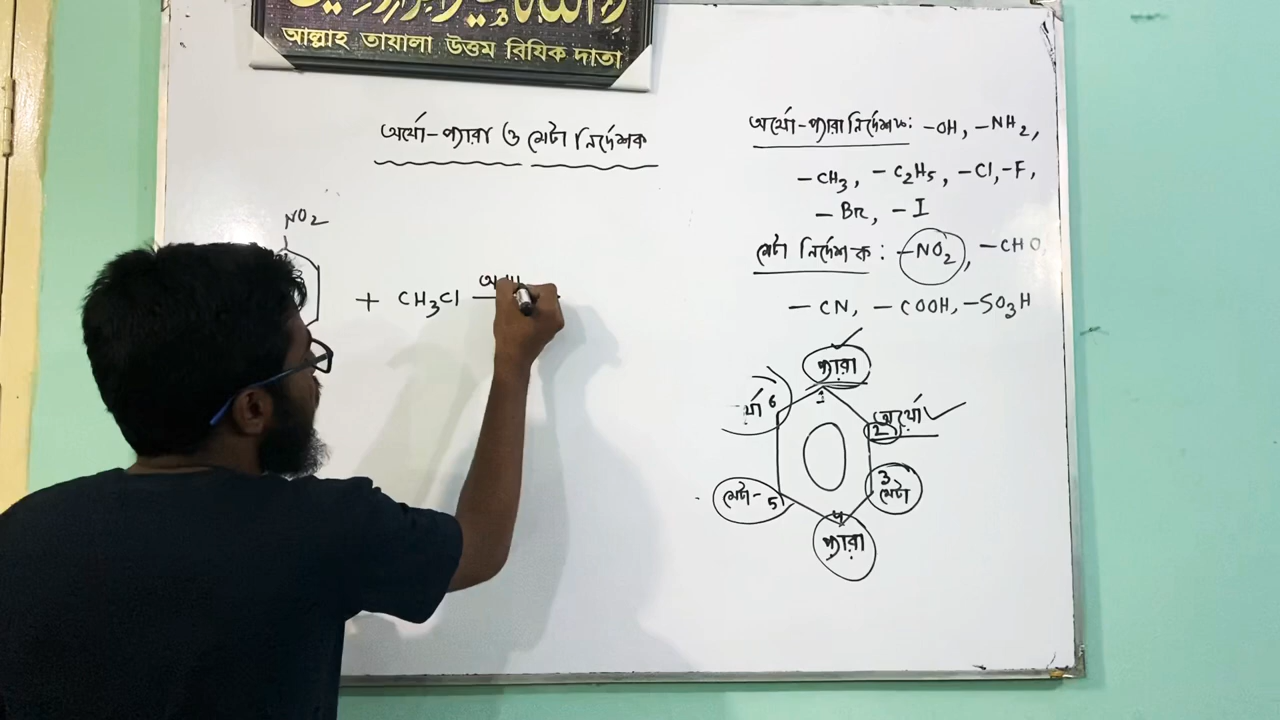 আল্লাহ তায়ালা উত্তম রিযিক দাতা
অর্থো-প্যারা ও মেটা নির্দেশক
অর্থো-প্যারা নির্দেশক: -OH, -NH₂,
-CH₃, -C₂H₅, -Cl, -F,
-Br, -I
মেটা নির্দেশক: -NO₂, -CHO,
-CN, -COOH, -SO₃H
NO₂
+ CH₃Cl
প্যারা
1
6
অর্থো
2
মেটা- 5
3
মেটা
4
প্যারা